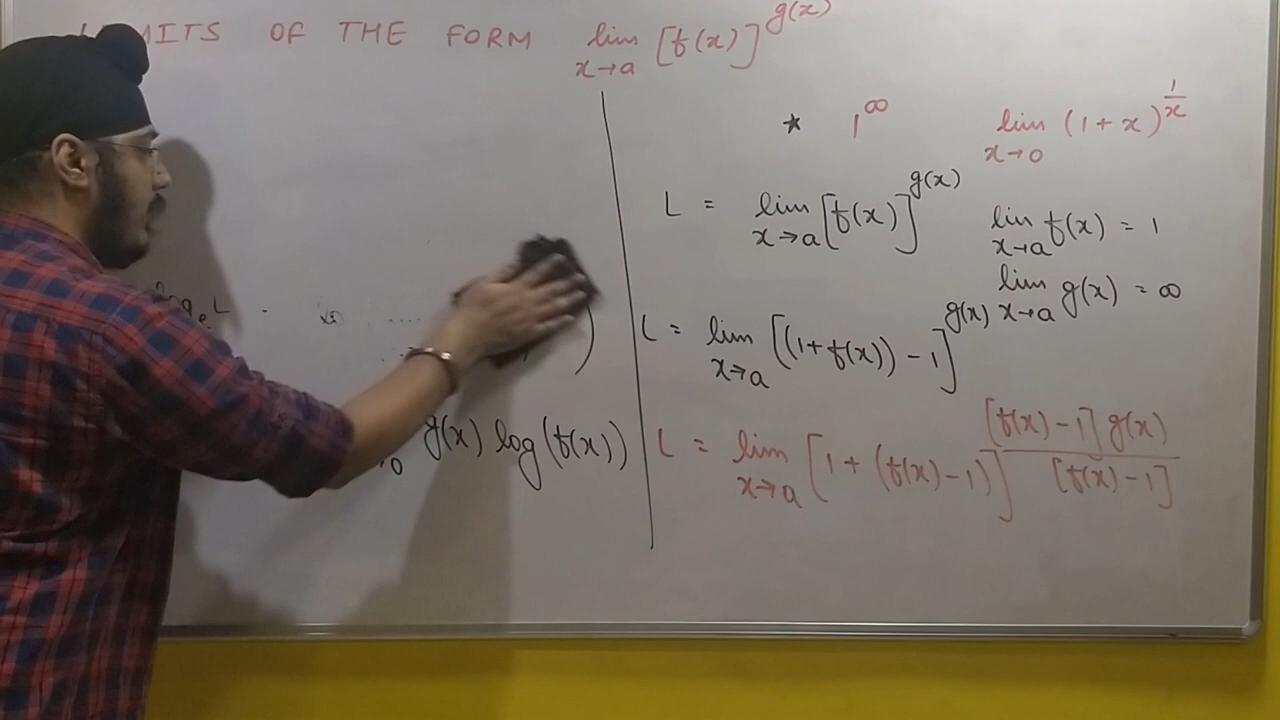 LIMITS OF THE FORM lim x→a [f(x)]^g(x)
log_e L
g(x) log(f(x))
★ 1^∞ lim x→0 (1+x)^1/x
L = lim x→a [f(x)]^g(x) lim x→a f(x) = 1
lim x→a g(x) = ∞
L = lim x→a [(1+f(x)) - 1]^g(x)
L = lim x→a [1 + (f(x)-1)]^[f(x)-1] g(x) / [f(x)-1]